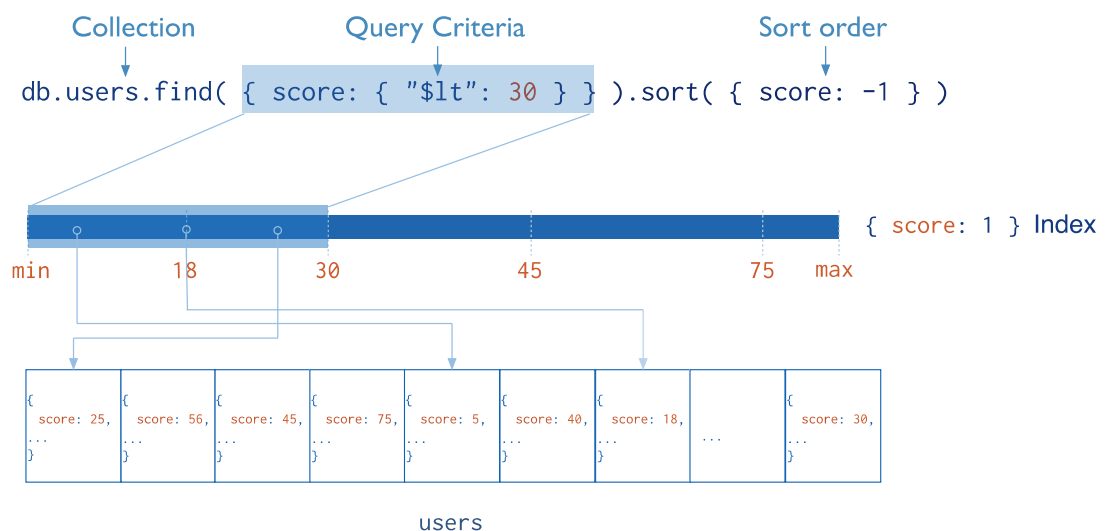 Collection Query Criteria Sort order
db.users.find( { score: { "$lt": 30 } } ).sort( { score: -1 } )
{ score: 1 } Index
min 18 30 45 75 max
{ { { { { { { {
score: 25, score: 56, score: 45, score: 75, score: 5, score: 40, score: 18, score: 30,
... ... ... ... ... ... ... ... ...
} } } } } } } }
users